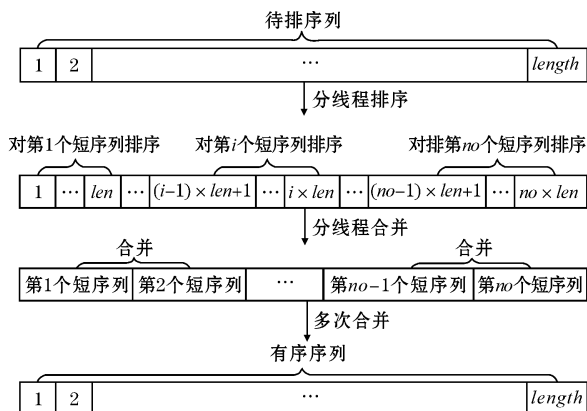 待排序列
1 2 … length
分线程排序
对第1个短序列排序 对第i个短序列排序 对排第no个短序列排序
1 … len … (i-1)×len+1 … i×len … (no-1)×len+1 … no×len
分线程合并
合并 合并
第1个短序列 第2个短序列 … 第no-1个短序列 第no个短序列
多次合并
有序序列
1 2 … length